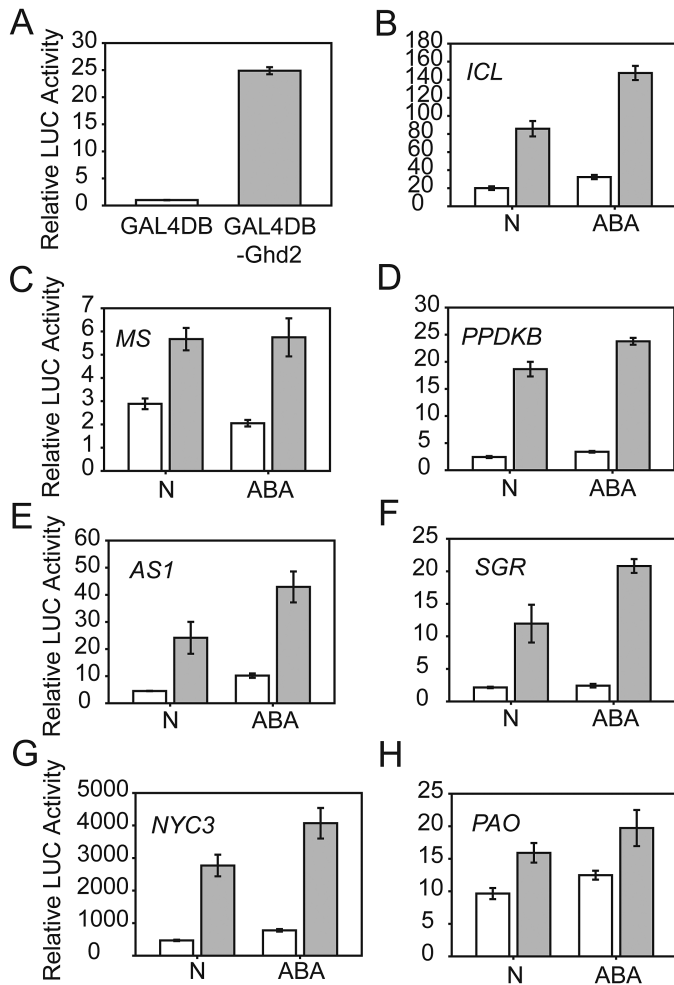 A
Relative LUC Activity
30
25
20
15
10
5
0
GAL4DB
GAL4DB
-Ghd2
B
180
160
140
120
100
80
60
40
20
0
ICL
N
ABA
C
Relative LUC Activity
7
6
5
4
3
2
1
0
MS
N
ABA
D
30
25
20
15
10
5
0
PPDKB
N
ABA
E
Relative LUC Activity
60
50
40
30
20
10
0
AS1
N
ABA
F
25
20
15
10
5
0
SGR
N
ABA
G
Relative LUC Activity
5000
4000
3000
2000
1000
0
NYC3
N
ABA
H
25
20
15
10
5
0
PAO
N
ABA